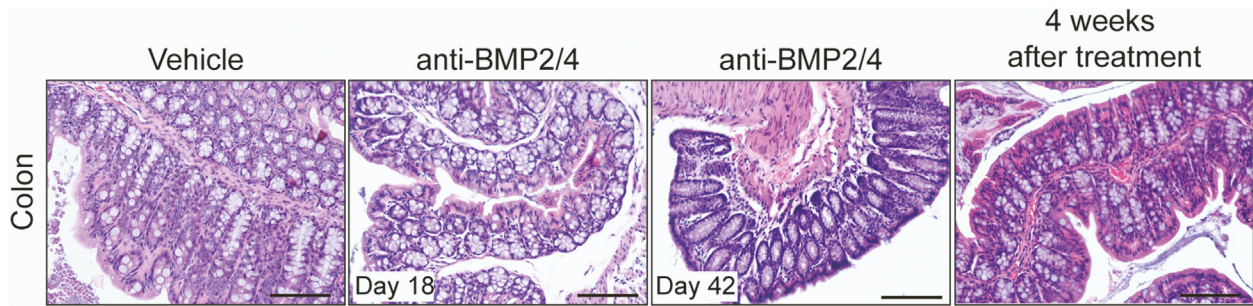 Vehicle
anti-BMP2/4
anti-BMP2/4
4 weeks
after treatment
Colon
Day 18
Day 42